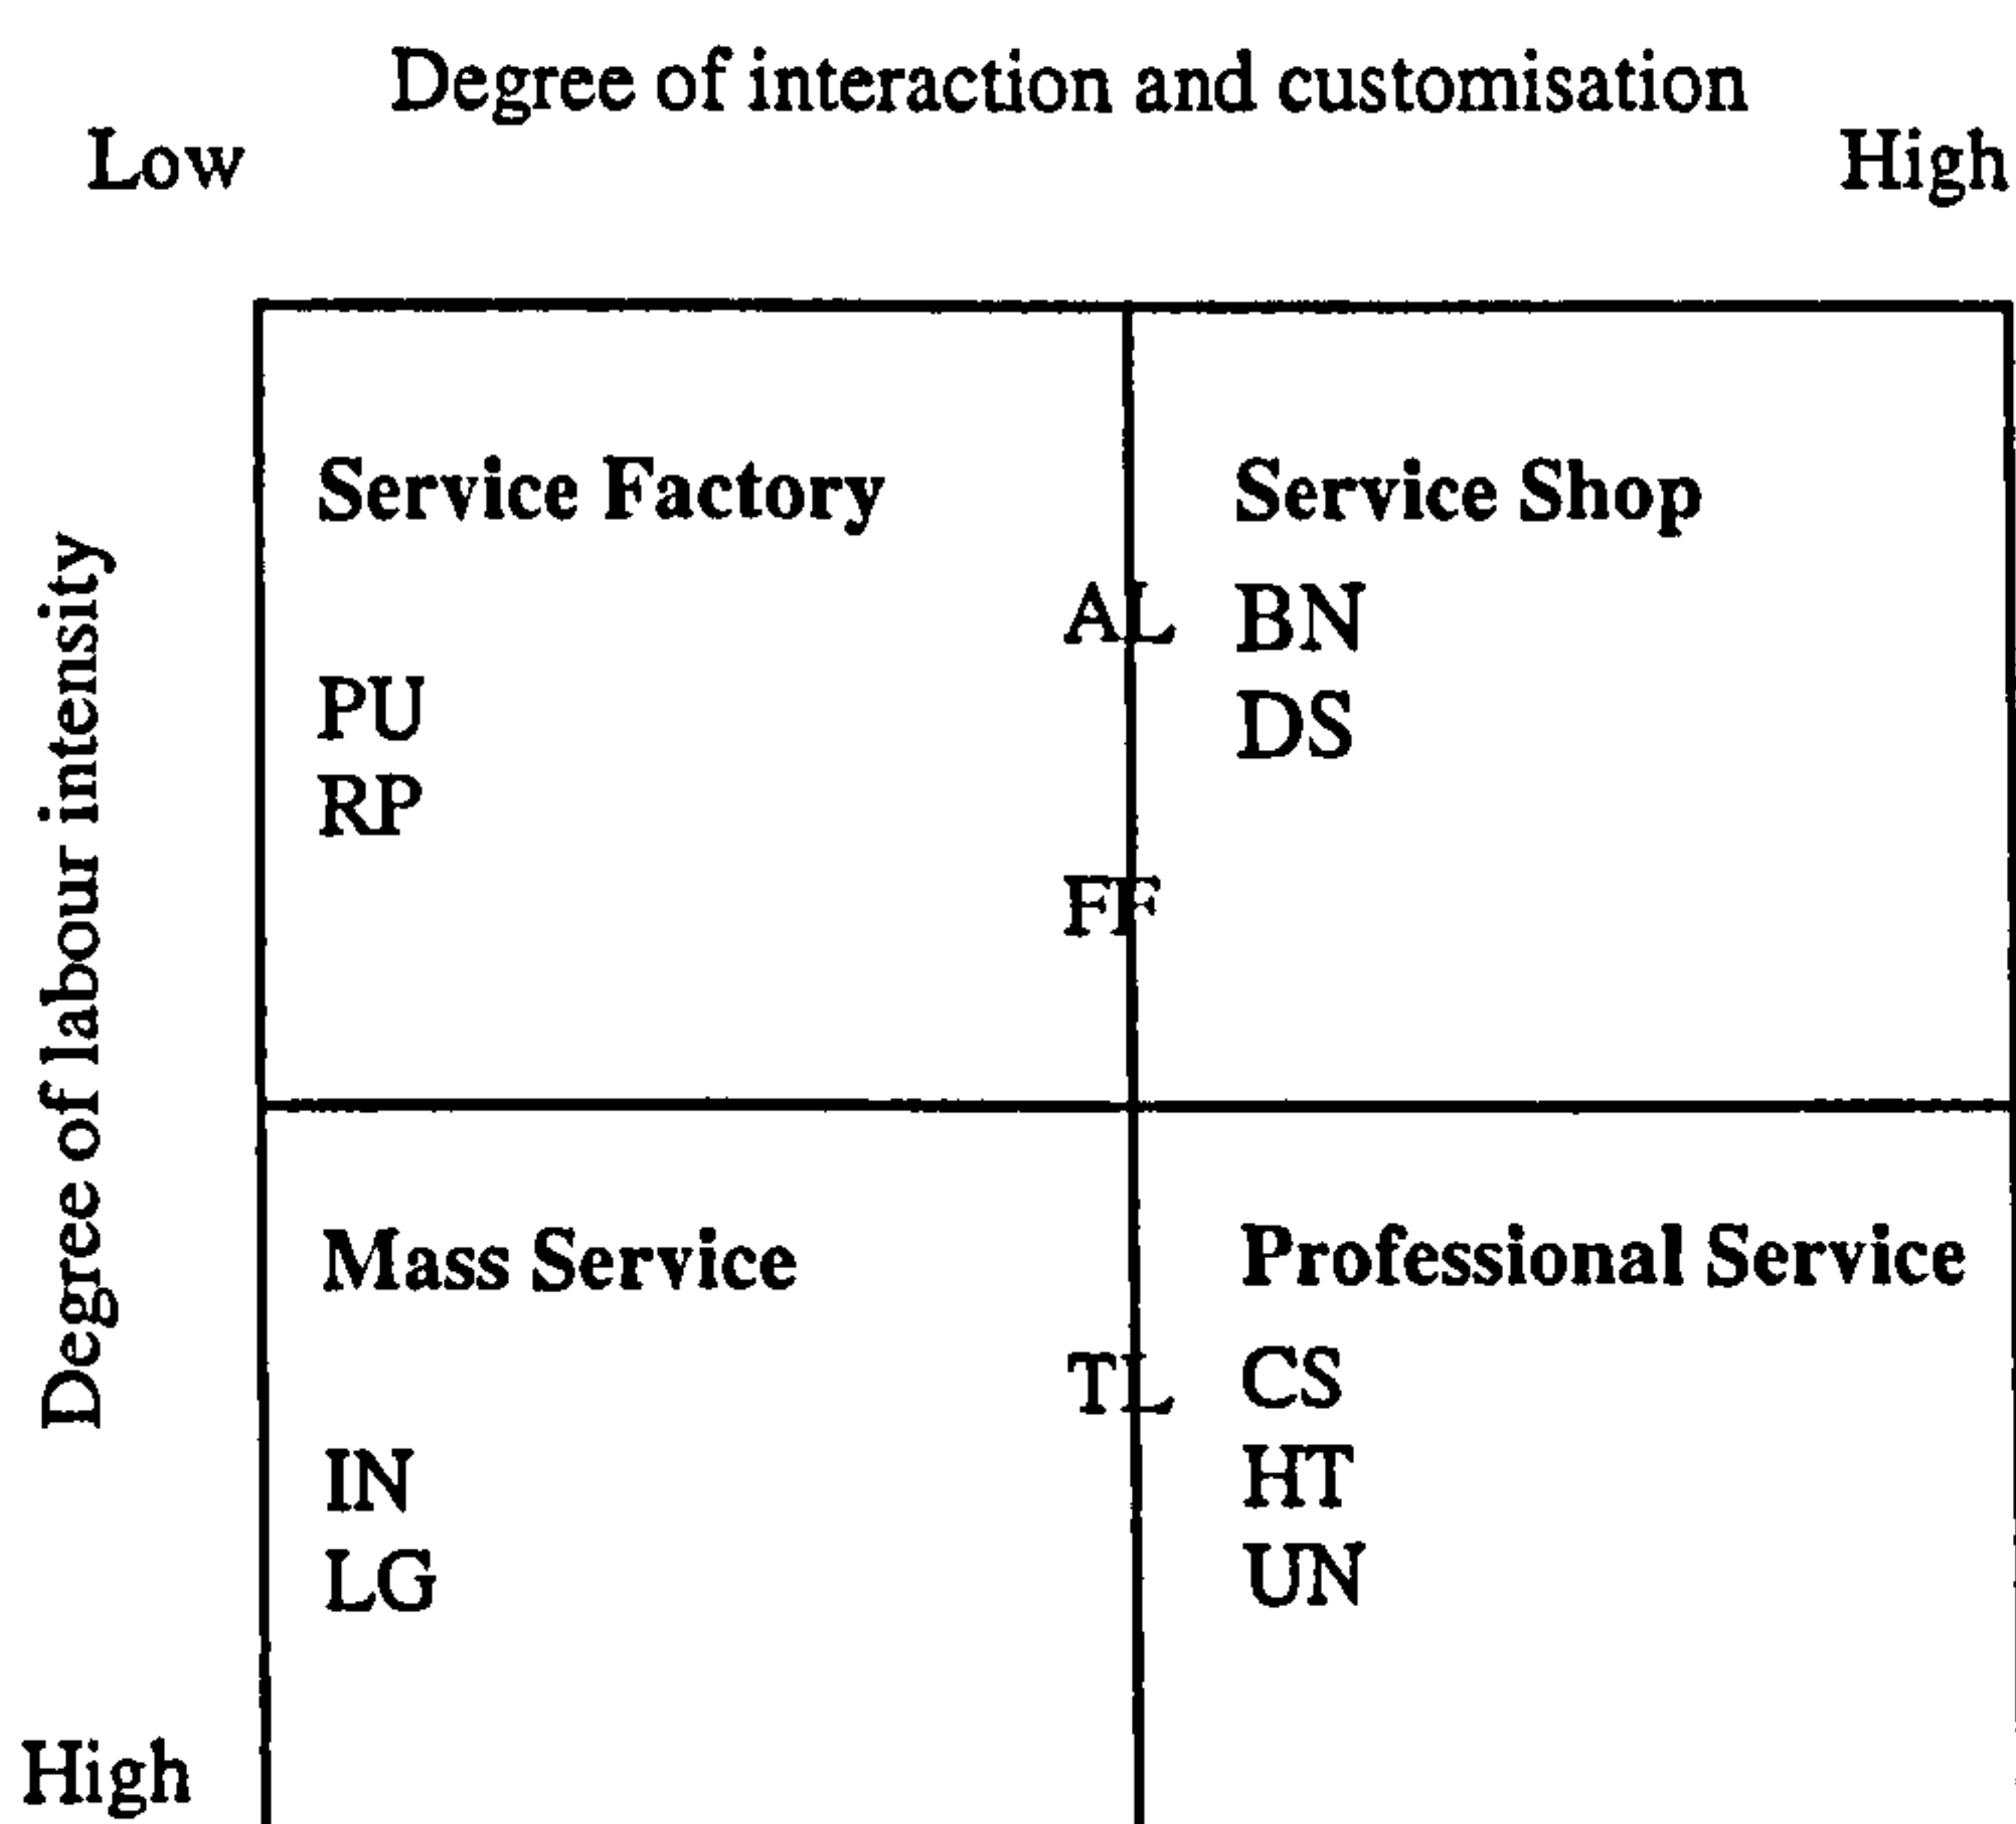 Degree of interaction and customisation
Low High
Degree of labour intensity
Service Factory
PU
RP
AL
FF
Service Shop
BN
DS
Mass Service
IN
LG
TL
Professional Service
CS
HT
UN
High